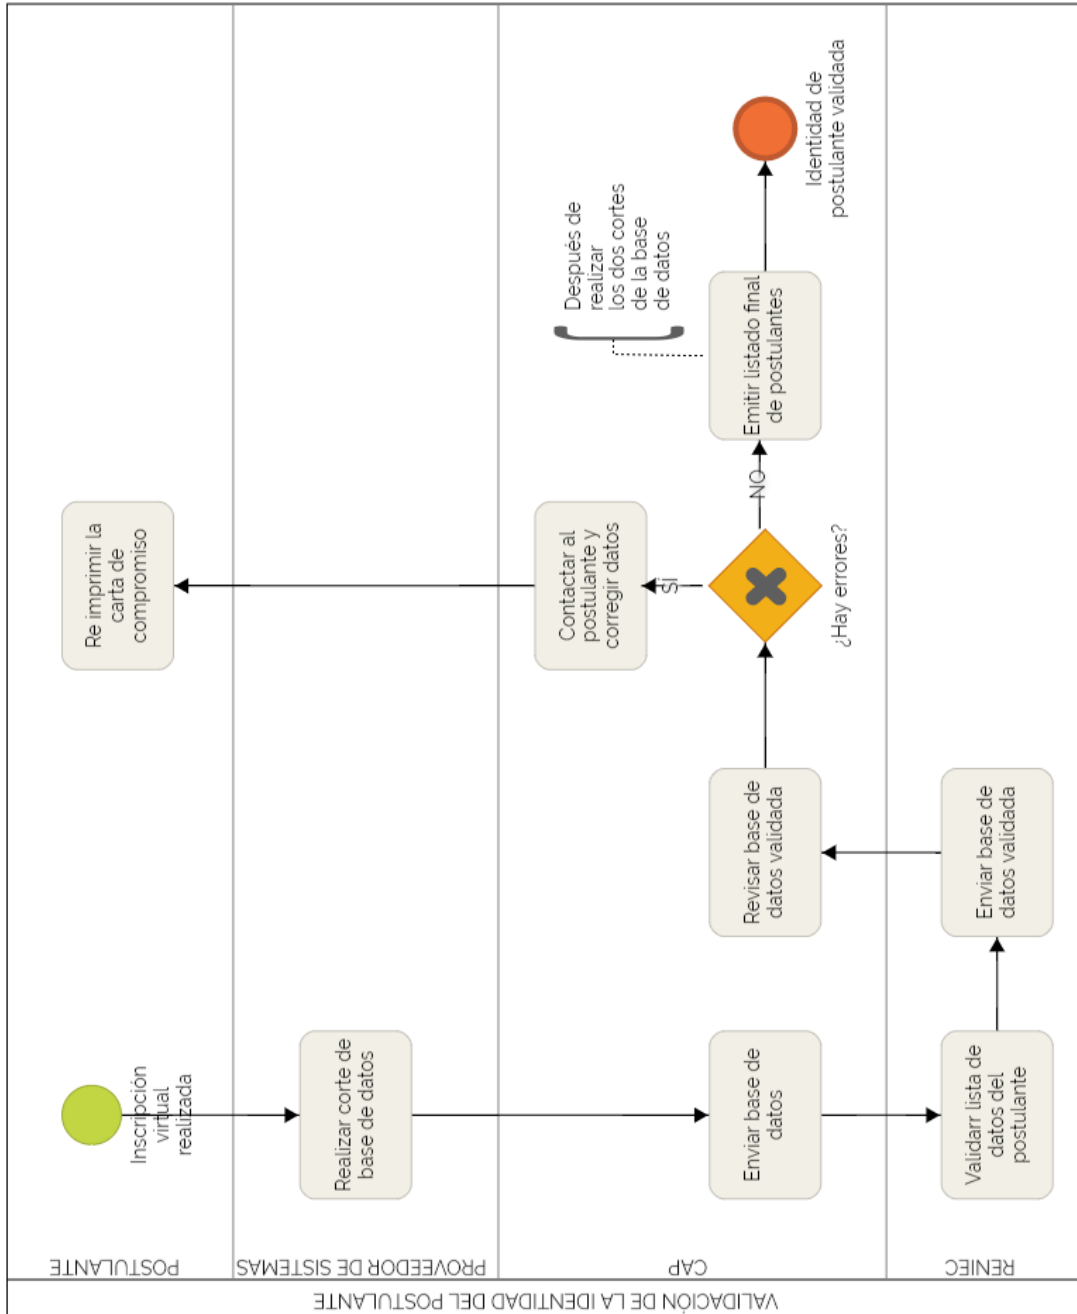 VALIDACIÓN DE LA IDENTIDAD DEL POSTULANTE
POSTULANTE
Inscripción
virtual
realizada
Re imprimir la
carta de
compromiso
PROVEEDOR DE SISTEMAS
Realizar corte de
base de datos
CAP
Enviar base de
datos
Revisar base de
datos validada
¿Hay errores?
SI
Contactar al
postulante y
corregir datos
NO
Emitir listado final
de postulantes
Después de
realizar
los dos cortes
de la base
de datos
Identidad de
postulante validada
RENIEC
Validarr lista de
datos del
postulante
Enviar base de
datos validada